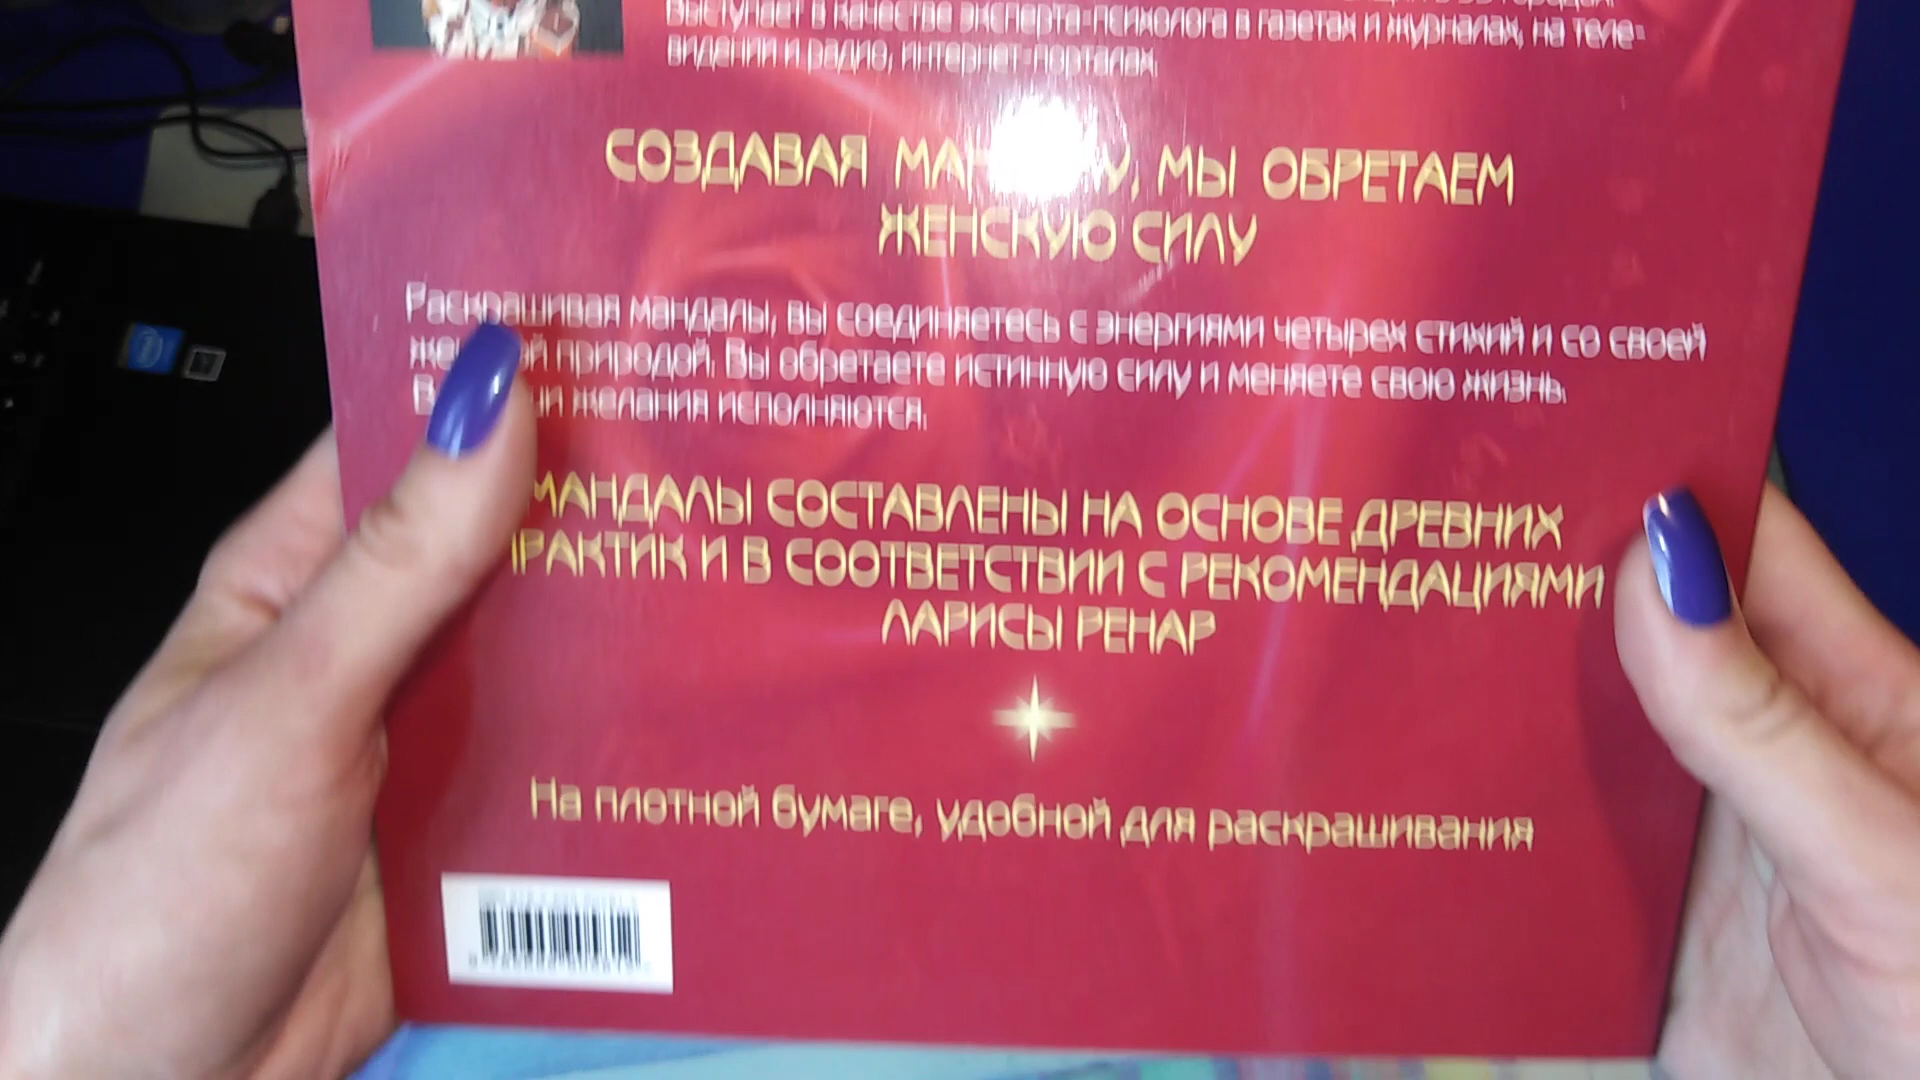 Выступает в качестве эксперта-психолога в газетах и журналах, на теле-
видении и радио, интернет-порталах.
СОЗДАВАЯ МЫ ОБРЕТАЕМ
ЖЕНСКУЮ СИЛУ
Раскрашивая мандалы, вы соединяетесь с энергиями четырех стихий и со своей
природой. Вы обретаете истинную силу и меняете свою жизнь.
желания исполняются.
МАНДАЛЫ СОСТАВЛЕНЫ НА ОСНОВЕ ДРЕВНИХ
ПРАКТИК И В СООТВЕТСТВИИ С РЕКОМЕНДАЦИЯМИ
ЛАРИСЫ РЕНАР
На плотной бумаге, удобной для раскрашивания